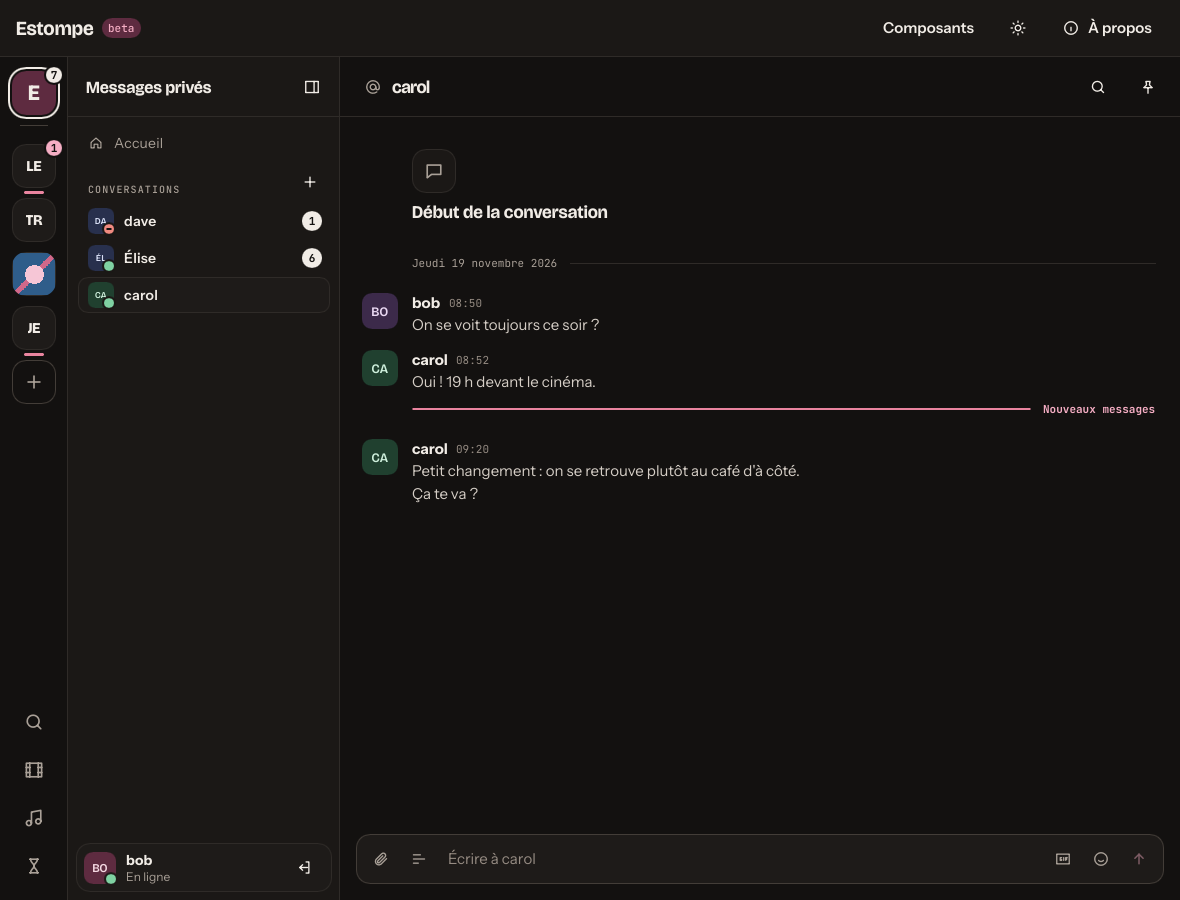 Estompe beta
Composants
À propos
E 7
LE 1
TR
JE
Messages privés
Accueil
CONVERSATIONS
DA dave 1
ÉL Élise 6
CA carol
BO bob
En ligne
carol
Début de la conversation
Jeudi 19 novembre 2026
BO bob 08:50
On se voit toujours ce soir ?
CA carol 08:52
Oui ! 19 h devant le cinéma.
Nouveaux messages
CA carol 09:20
Petit changement : on se retrouve plutôt au café d'à côté.
Ça te va ?
Écrire à carol
GIF